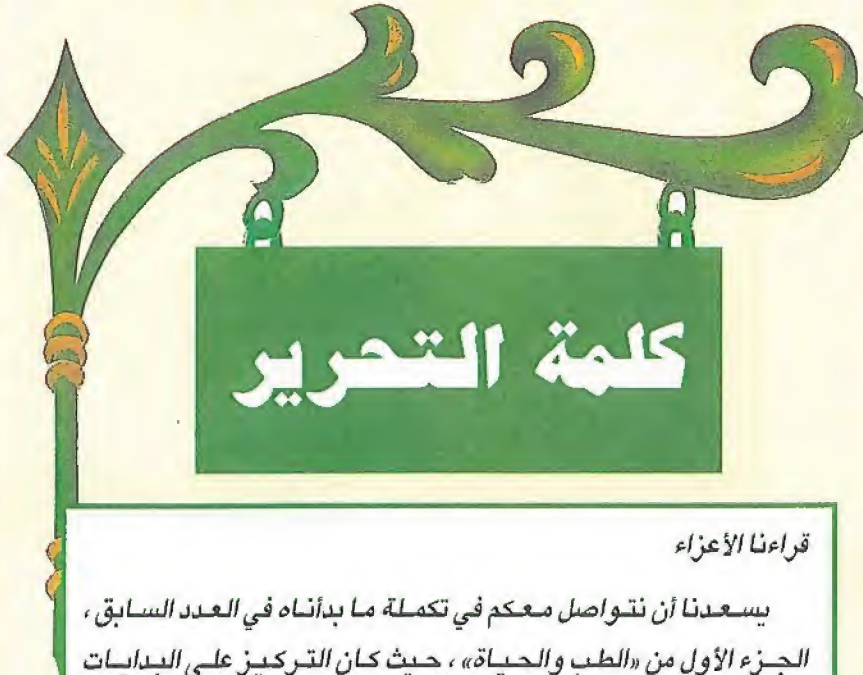 كلمة التحرير
قراءنا الأعزاء
يسعدنا أن نتواصل معكم في تكملة ما بدأناه في العدد السابق ،
الجزء الأول من «الطب والحياة» ، حيث كان التركيز على البدايات